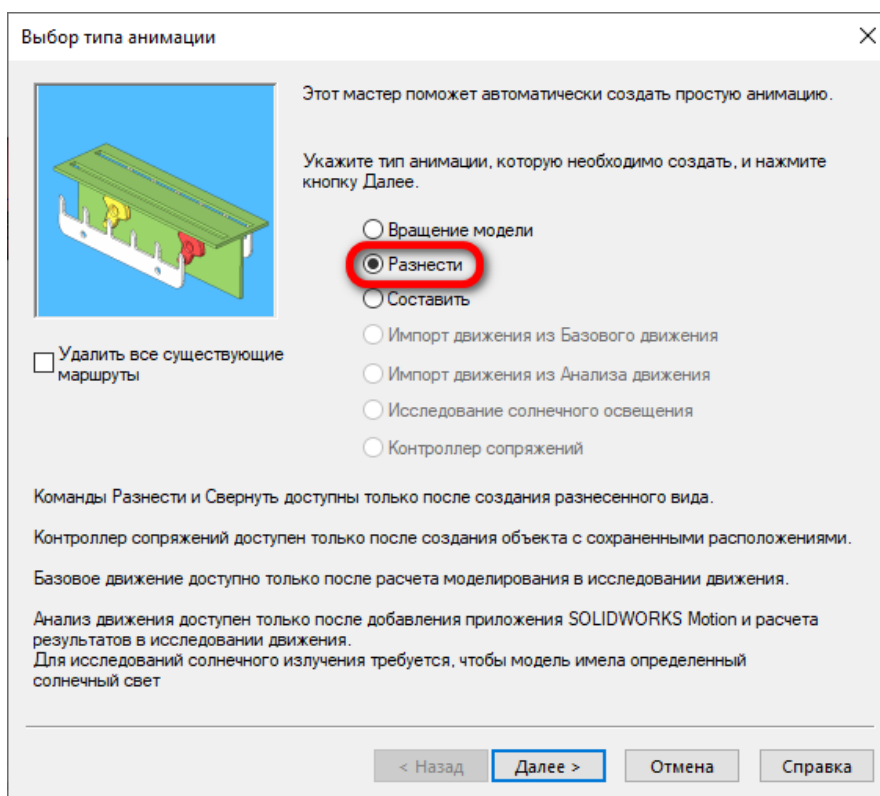 Выбор типа анимации
Этот мастер поможет автоматически создать простую анимацию.
Укажите тип анимации, которую необходимо создать, и нажмите
кнопку Далее.
Вращение модели
Разнести
Составить
Импорт движения из Базового движения
Импорт движения из Анализа движения
Исследование солнечного освещения
Контроллер сопряжений
Удалить все существующие
маршруты
Команды Разнести и Свернуть доступны только после создания разнесенного вида.
Контроллер сопряжений доступен только после создания объекта с сохраненными расположениями.
Базовое движение доступно только после расчета моделирования в исследовании движения.
Анализ движения доступен только после добавления приложения SOLIDWORKS Motion и расчета
результатов в исследовании движения.
Для исследований солнечного излучения требуется, чтобы модель имела определенный
солнечный свет
< Назад
Далее >
Отмена
Справка